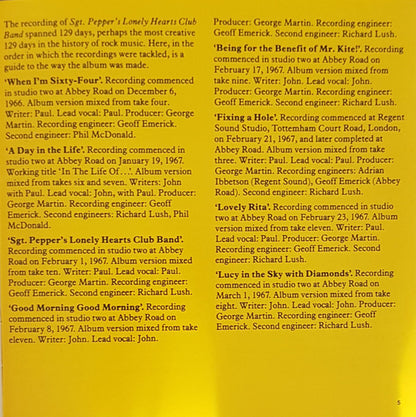 The recording of Sgt. Pepper's Lonely Hearts Club
Band spanned 129 days, perhaps the most creative
129 days in the history of rock music. Here, in the
order in which the recordings were tackled, is a
guide to the way the album was made.
'When I'm Sixty-Four'. Recording commenced
in studio two at Abbey Road on December 6,
1966. Album version mixed from take four.
Writer: Paul. Lead vocal: Paul. Producer: George
Martin. Recording engineer: Geoff Emerick.
Second engineer: Phil McDonald.
'A Day in the Life'. Recording commenced in
studio two at Abbey Road on January 19, 1967.
Working title 'In The Life Of…'. Album version
mixed from takes six and seven. Writers: John
with Paul. Lead vocal: John, with Paul. Producer:
George Martin. Recording engineer: Geoff
Emerick. Second engineers: Richard Lush, Phil
McDonald.
'Sgt. Pepper's Lonely Hearts Club Band'.
Recording commenced in studio two at Abbey
Road on February 1, 1967. Album version mixed
from take ten. Writer: Paul. Lead vocal: Paul.
Producer: George Martin. Recording engineer:
Geoff Emerick. Second engineer: Richard Lush.
'Good Morning Good Morning'. Recording
commenced in studio two at Abbey Road on
February 8, 1967. Album version mixed from take
eleven. Writer: John. Lead vocal: John.
Producer: George Martin. Recording engineer:
Geoff Emerick. Second engineer: Richard Lush.
'Being for the Benefit of Mr. Kite!'. Recording
commenced in studio two at Abbey Road on
February 17, 1967. Album version mixed from
take nine. Writer: John. Lead vocal: John.
Producer: George Martin. Recording engineer:
Geoff Emerick. Second engineer: Richard Lush.
'Fixing a Hole'. Recording commenced at Regent
Sound Studio, Tottenham Court Road, London,
on February 21, 1967, and later completed at
Abbey Road. Album version mixed from take
three. Writer: Paul. Lead vocal: Paul. Producer:
George Martin. Recording engineers: Adrian
Ibbetson (Regent Sound), Geoff Emerick (Abbey
Road). Second engineer: Richard Lush.
'Lovely Rita'. Recording commenced in studio
two at Abbey Road on February 23, 1967. Album
version mixed from take eleven. Writer: Paul.
Lead vocal: Paul. Producer: George Martin.
Recording engineer: Geoff Emerick. Second
engineer: Richard Lush.
'Lucy in the Sky with Diamonds'. Recording
commenced in studio two at Abbey Road on
March 1, 1967. Album version mixed from take
eight. Writer: John. Lead vocal: John. Producer:
George Martin. Recording engineer: Geoff
Emerick. Second engineer: Richard Lush.
5